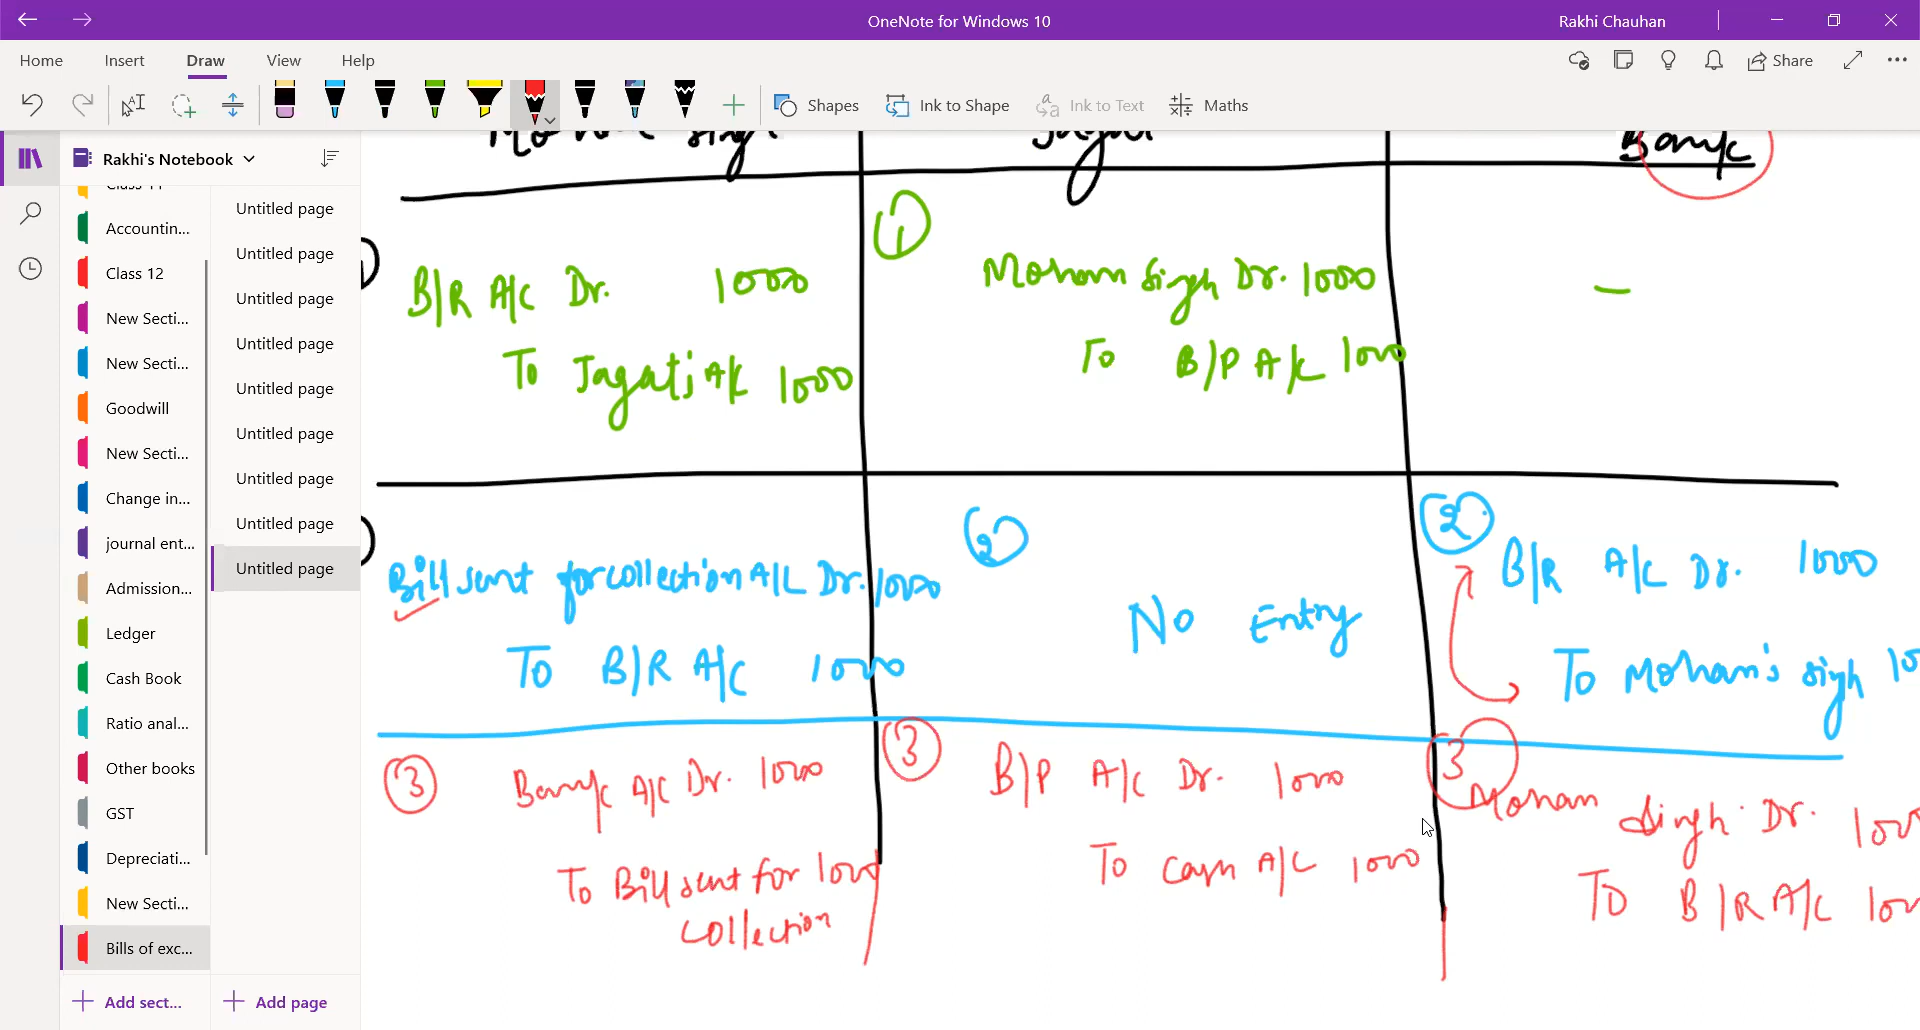 OneNote for Windows 10
Rakhi Chauhan
Home Insert Draw View Help
Share
Shapes
Ink to Shape
Ink to Text
Maths
Rakhi's Notebook
Accountin...
Class 12
New Secti...
New Secti...
Goodwill
New Secti...
Change in...
journal ent...
Admission...
Ledger
Cash Book
Ratio anal...
Other books
GST
Depreciati...
New Secti...
Bills of exc...
Add sect...
Untitled page
Untitled page
Untitled page
Untitled page
Untitled page
Untitled page
Untitled page
Untitled page
Untitled page
Add page
Bank
B/R A/C Dr. 1000
To Jagati's A/C 1000
1
Mohan Singh Dr. 1000
To B/P A/C 1000
-
Bill sent for collection A/C Dr. 1000
To B/R A/C 1000
2
No Entry
2
B/R A/C Dr. 1000
To Mohan's Singh
3
Bank A/C Dr. 1000
To Bill sent for 1000
collection
3
B/P A/C Dr. 1000
To Cash A/C 1000
3
Mohan Singh Dr.
To B/R A/C